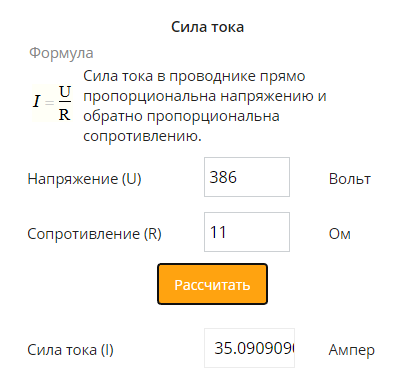 Сила тока
Формула
I = U/R
Сила тока в проводнике прямо
пропорциональна напряжению и
обратно пропорциональна
сопротивлению.
Напряжение (U) 386 Вольт
Сопротивление (R) 11 Ом
Рассчитать
Сила тока (I) 35.0909090 Ампер